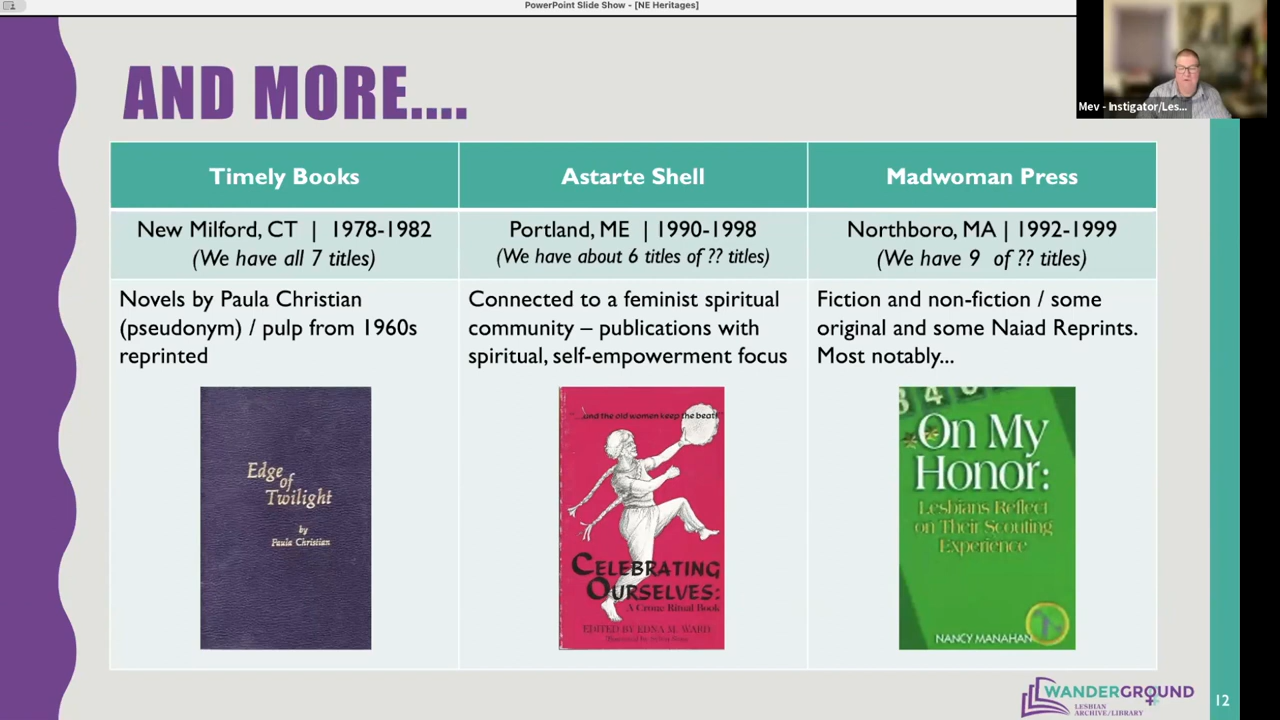 PowerPoint Slide Show - [NE Heritages]
Mev - Instigator/Les...
AND MORE....
Timely Books
Astarte Shell
Madwoman Press
New Milford, CT | 1978-1982
(We have all 7 titles)
Portland, ME | 1990-1998
(We have about 6 titles of ?? titles)
Northboro, MA | 1992-1999
(We have 9 of ?? titles)
Novels by Paula Christian
(pseudonym) / pulp from 1960s
reprinted
Connected to a feminist spiritual
community – publications with
spiritual, self-empowerment focus
Fiction and non-fiction / some
original and some Naiad Reprints.
Most notably...
Edge
of
Twilight
by
Paula Christian
"...and the old women keep the beat!"
CELEBRATING
OURSELVES:
A Crone Ritual Book
EDITED BY EDNA M. WARD
On My
Honor:
Lesbians Reflect
on Their Scouting
Experience
NANCY MANAHAN
WANDERGROUND
LESBIAN
ARCHIVE/LIBRARY
12